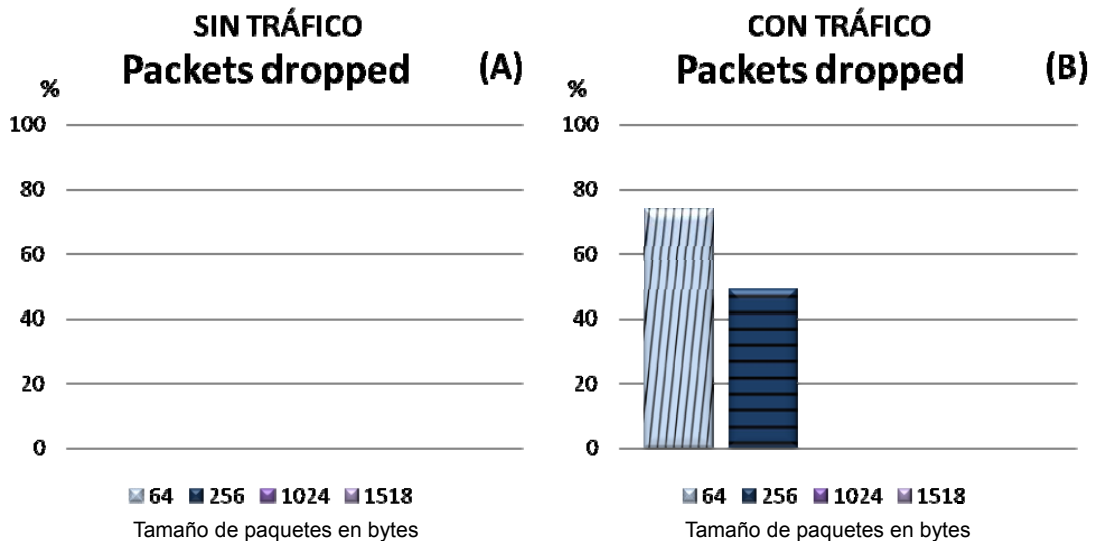 SIN TRÁFICO
Packets dropped (A)
%
100
80
60
40
20
0
64 256 1024 1518
Tamaño de paquetes en bytes
CON TRÁFICO
Packets dropped (B)
%
100
80
60
40
20
0
64 256 1024 1518
Tamaño de paquetes en bytes